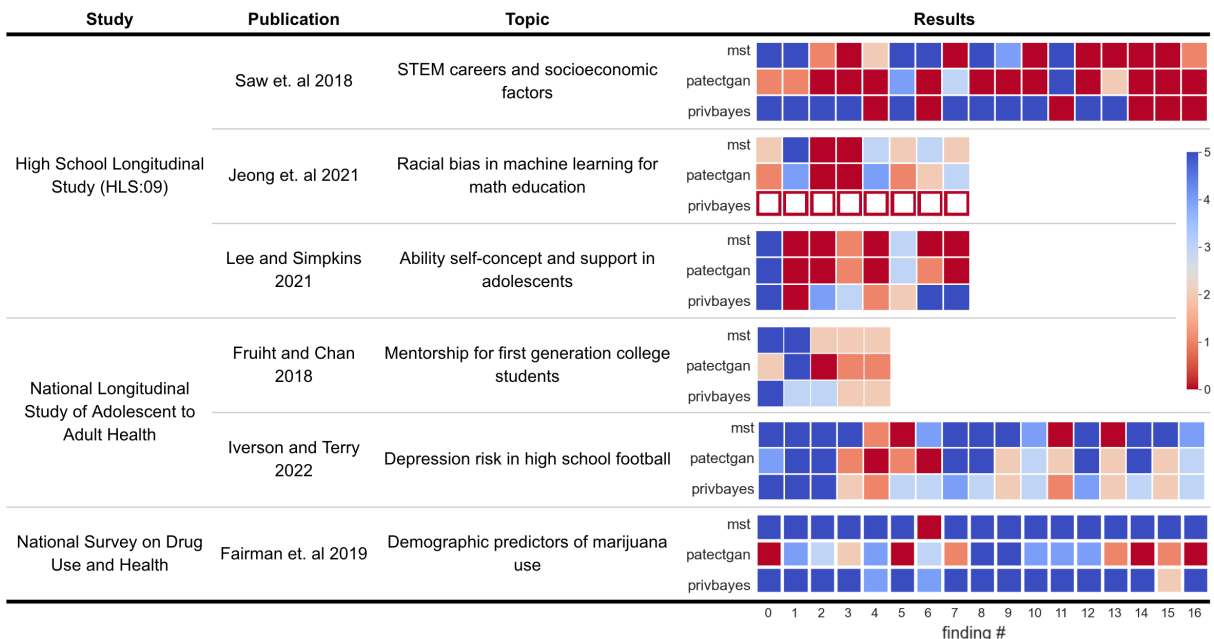 Study Publication Topic Results
High School Longitudinal
Study (HLS:09)
Saw et. al 2018
STEM careers and socioeconomic
factors
mst
patectgan
privbayes
Jeong et. al 2021
Racial bias in machine learning for
math education
mst
patectgan
privbayes
Lee and Simpkins
2021
Ability self-concept and support in
adolescents
mst
patectgan
privbayes
National Longitudinal
Study of Adolescent to
Adult Health
Fruiht and Chan
2018
Mentorship for first generation college
students
mst
patectgan
privbayes
Iverson and Terry
2022
Depression risk in high school football
mst
patectgan
privbayes
National Survey on Drug
Use and Health
Fairman et. al 2019
Demographic predictors of marijuana
use
mst
patectgan
privbayes
5
4
3
2
1
0
0 1 2 3 4 5 6 7 8 9 10 11 12 13 14 15 16
finding #